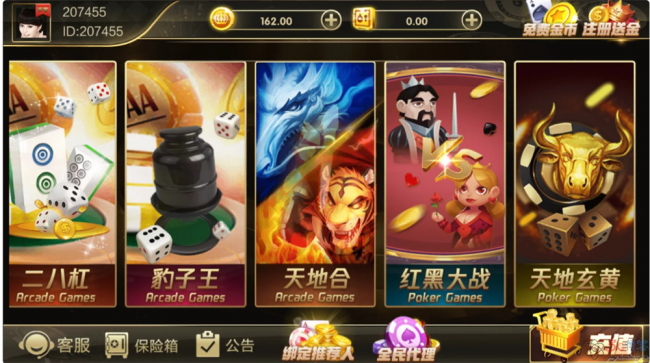 207455
ID:207455
162.00
0.00
免费金币 注册送金
二八杠
Arcade Games
豹子王
Arcade Games
天地合
Arcade Games
VS
红黑大战
Poker Games
天地玄黄
Poker Games
客服
保险箱
公告
绑定推荐人
全民代理